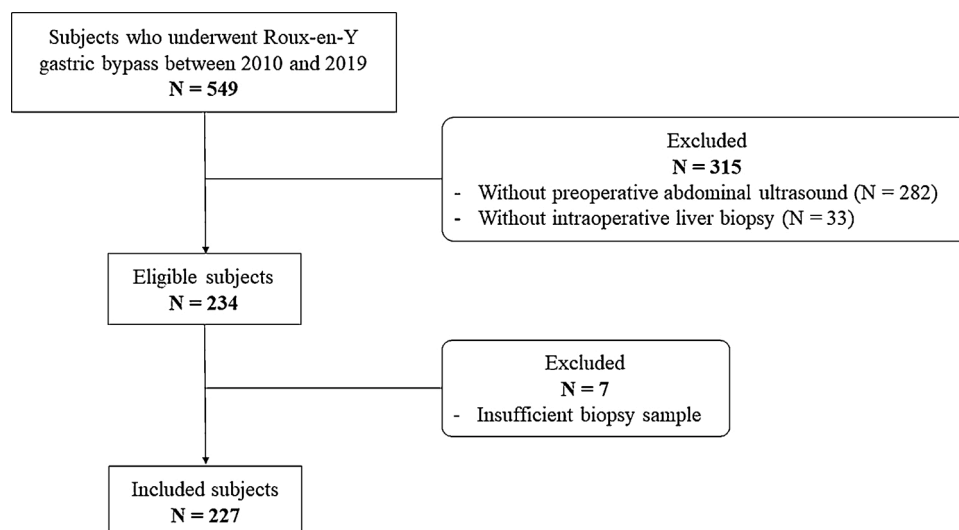 Subjects who underwent Roux-en-Y
gastric bypass between 2010 and 2019
N = 549
Excluded
N = 315
- Without preoperative abdominal ultrasound (N = 282)
- Without intraoperative liver biopsy (N = 33)
Eligible subjects
N = 234
Excluded
N = 7
- Insufficient biopsy sample
Included subjects
N = 227